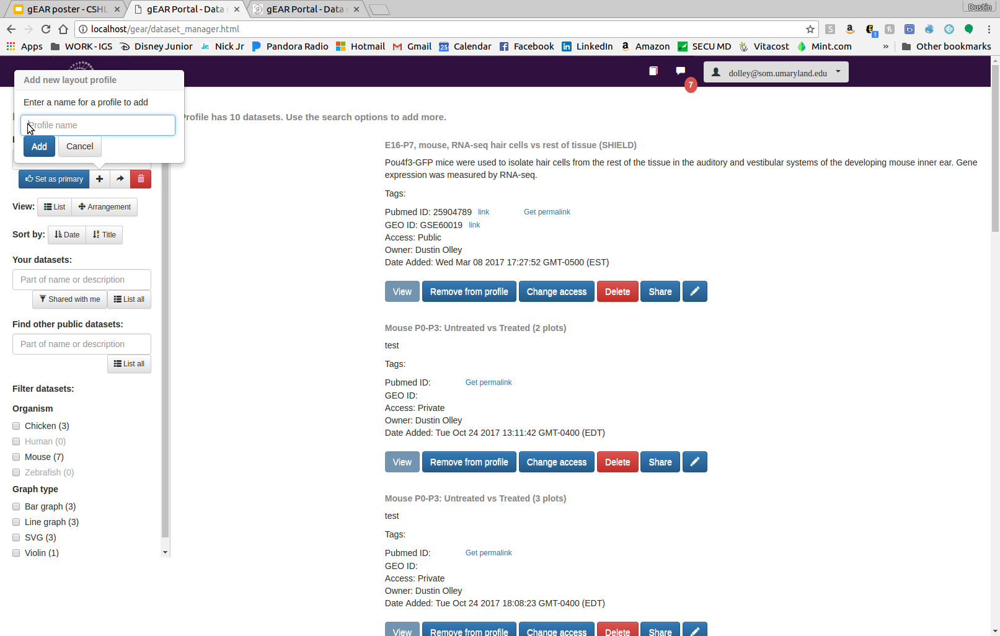 gEAR poster - CSHL
gEAR Portal - Data
gEAR Portal - Data
Dustin
localhost/gear/dataset_manager.html
Apps
WORK - IGS
Disney Junior
Nick Jr
Pandora Radio
Hotmail
Gmail
Calendar
Facebook
LinkedIn
Amazon
SECU MD
Vitacost
Mint.com
»
Other bookmarks
7
dolley@som.umaryland.edu
Add new layout profile
Enter a name for a profile to add
Profile name
Add
Cancel
Profile has 10 datasets. Use the search options to add more.
Set as primary
View:
List
Arrangement
Sort by:
Date
Title
Your datasets:
Part of name or description
Shared with me
List all
Find other public datasets:
Part of name or description
List all
Filter datasets:
Organism
Chicken (3)
Human (0)
Mouse (7)
Zebrafish (0)
Graph type
Bar graph (3)
Line graph (3)
SVG (3)
Violin (1)
E16-P7, mouse, RNA-seq hair cells vs rest of tissue (SHIELD)
Pou4f3-GFP mice were used to isolate hair cells from the rest of the tissue in the auditory and vestibular systems of the developing mouse inner ear. Gene
expression was measured by RNA-seq.
Tags:
Pubmed ID: 25904789 link Get permalink
GEO ID: GSE60019 link
Access: Public
Owner: Dustin Olley
Date Added: Wed Mar 08 2017 17:27:52 GMT-0500 (EST)
View Remove from profile Change access Delete Share
Mouse P0-P3: Untreated vs Treated (2 plots)
test
Tags:
Pubmed ID: Get permalink
GEO ID:
Access: Private
Owner: Dustin Olley
Date Added: Tue Oct 24 2017 13:11:42 GMT-0400 (EDT)
View Remove from profile Change access Delete Share
Mouse P0-P3: Untreated vs Treated (3 plots)
test
Tags:
Pubmed ID: Get permalink
GEO ID:
Access: Private
Owner: Dustin Olley
Date Added: Tue Oct 24 2017 18:08:23 GMT-0400 (EDT)
View Remove from profile Change access Delete Share